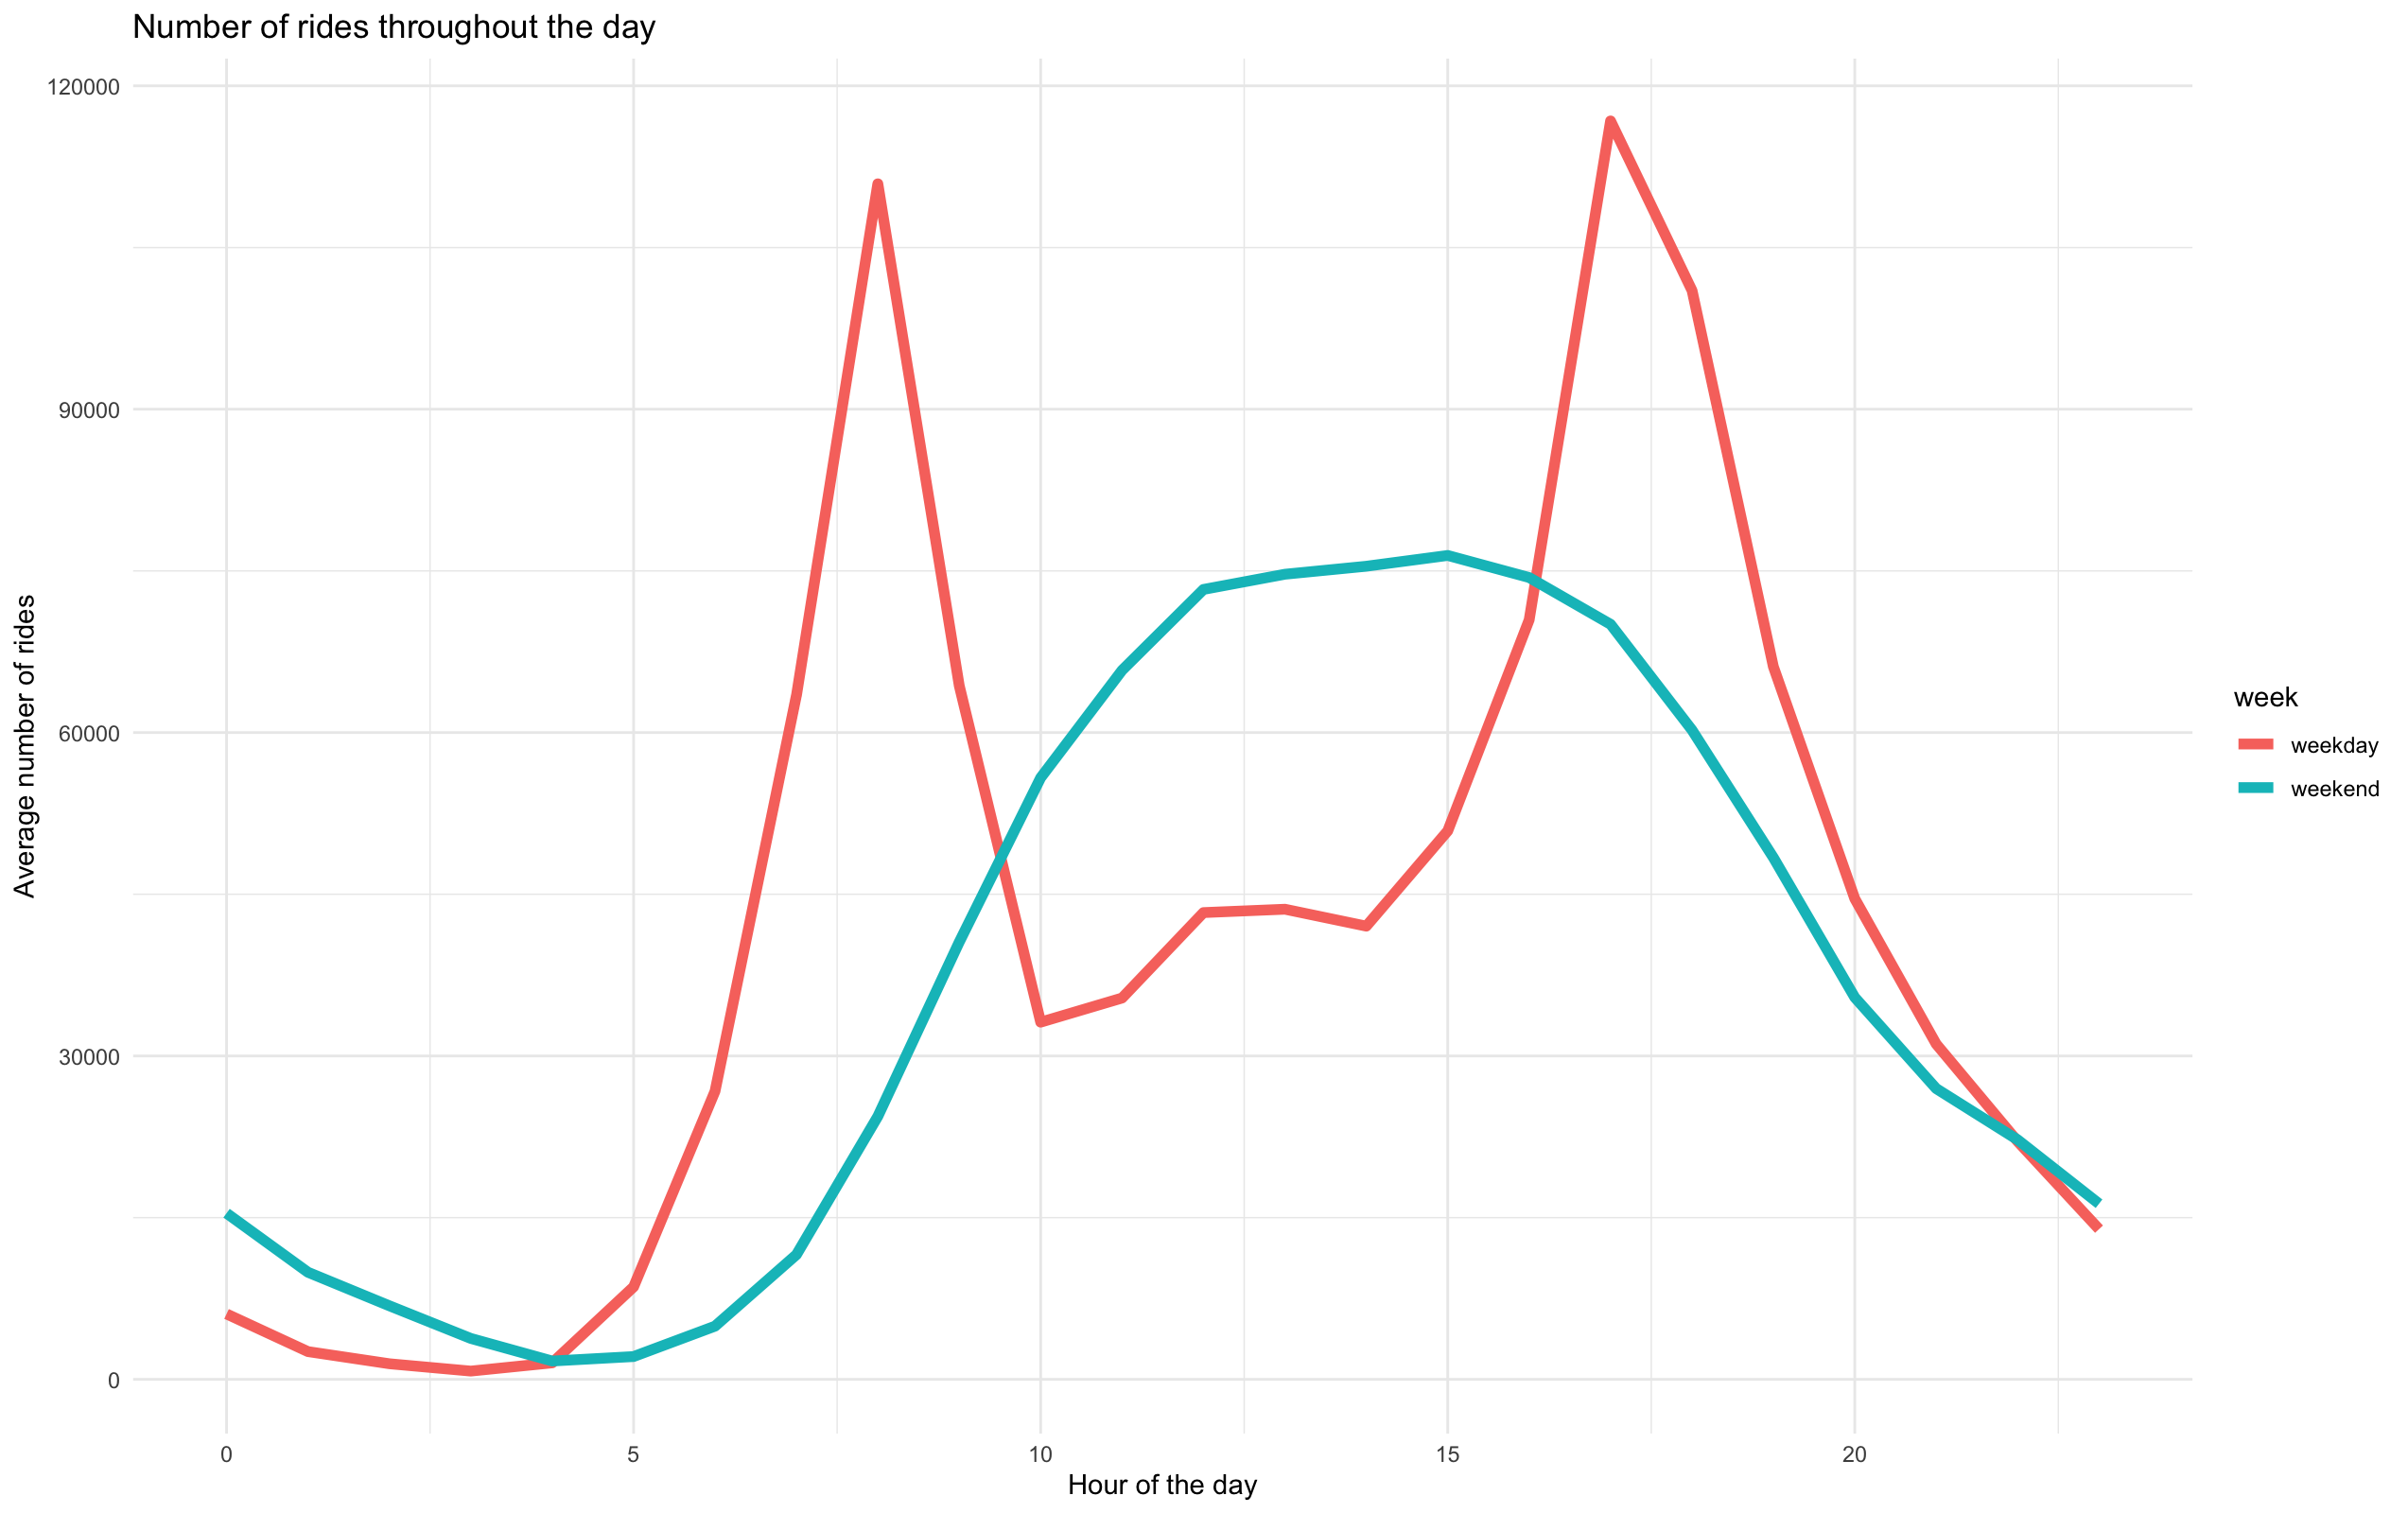 Number of rides throughout the day
120000
90000
60000
30000
0
Average number of rides
0 5 10 15 20
Hour of the day
week
weekday
weekend